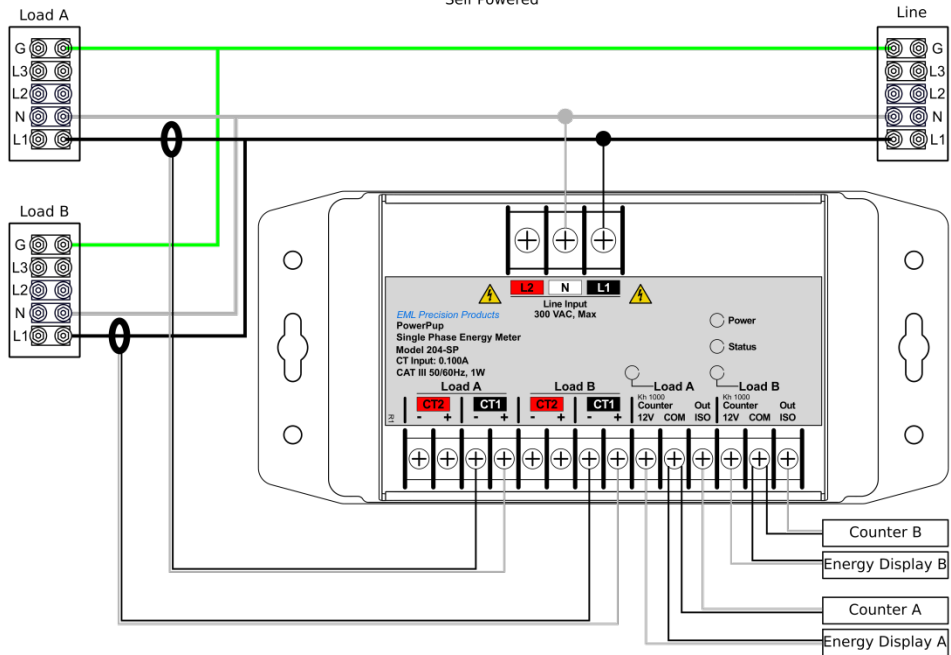 Self Powered
Load A
Line
G
L3
L2
N
L1
G
L3
L2
N
L1
Load B
G
L3
L2
N
L1
L2 N L1
Line Input
300 VAC, Max
EML Precision Products
PowerPup
Single Phase Energy Meter
Model 204-SP
CT Input: 0.100A
CAT III 50/60Hz, 1W
Power
Status
Load A
Load B
Load A Load B
CT2 CT1 CT2 CT1
- + - + - + - +
R1
Kh 1000
Counter Out
12V COM ISO
Kh 1000
Counter Out
12V COM ISO
Counter B
Energy Display B
Counter A
Energy Display A